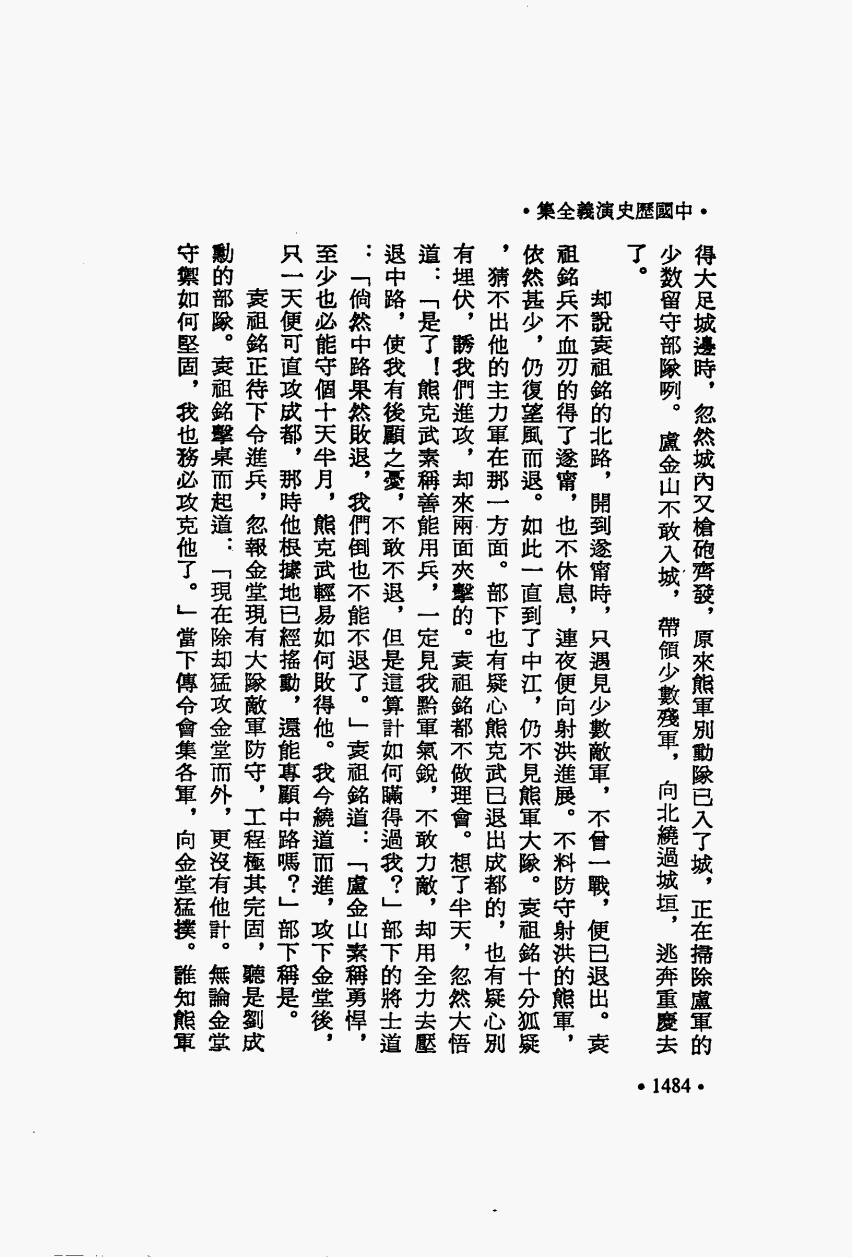 •中國歷史演義全集•
得大足城邊時，忽然城內又槍砲齊發，原來熊軍別動隊已入了城，正在掃除盧軍的
少数留守部隊咧。盧金山不敢入城，帶領少數殘軍，向北繞過城垣，逃奔重慶去
了。
却說袁祖銘的北路，開到遂甯時，只遇見少數敵軍，不曾一戰，便已退出。袁
祖銘兵不血刃的得了遂甯，也不休息，連夜便向射洪進展。不料防守射洪的熊軍，
依然甚少，仍復望風而退。如此一直到了中江，仍不見熊軍大隊。袁祖銘十分狐疑
，猜不出他的主力軍在那一方面。部下也有疑心熊克武已退出成都的，也有疑心別
有埋伏，誘我們進攻，却來兩面夾擊的。袁祖銘都不做理會。想了半天，忽然大悟
道：「是了！熊克武素稱善能用兵，一定見我黔軍氣銳，不敢力敵，却用全力去壓
退中路，使我有後顧之憂，不敢不退，但是這算計如何瞞得過我？」部下的將士道
：「倘然中路果然敗退，我們倒也不能不退了。」袁祖銘道：「盧金山素稱勇悍，
至少也必能守個十天半月，熊克武輕易如何敗得他。我今繞道而進，攻下金堂後，
只一天便可直攻成都，那時他根據地已經搖動，還能專顧中路嗎？」部下稱是。
袁祖銘正待下令進兵，忽報金堂現有大隊敵軍防守，工程極其完固，聽是劉成
勳的部隊。袁祖銘擊桌而起道：「現在除却猛攻金堂而外，更沒有他計。無論金堂
守禦如何堅固，我也務必攻克他了。」當下傳令會集各軍，向金堂猛撲。誰知熊軍
•1484•